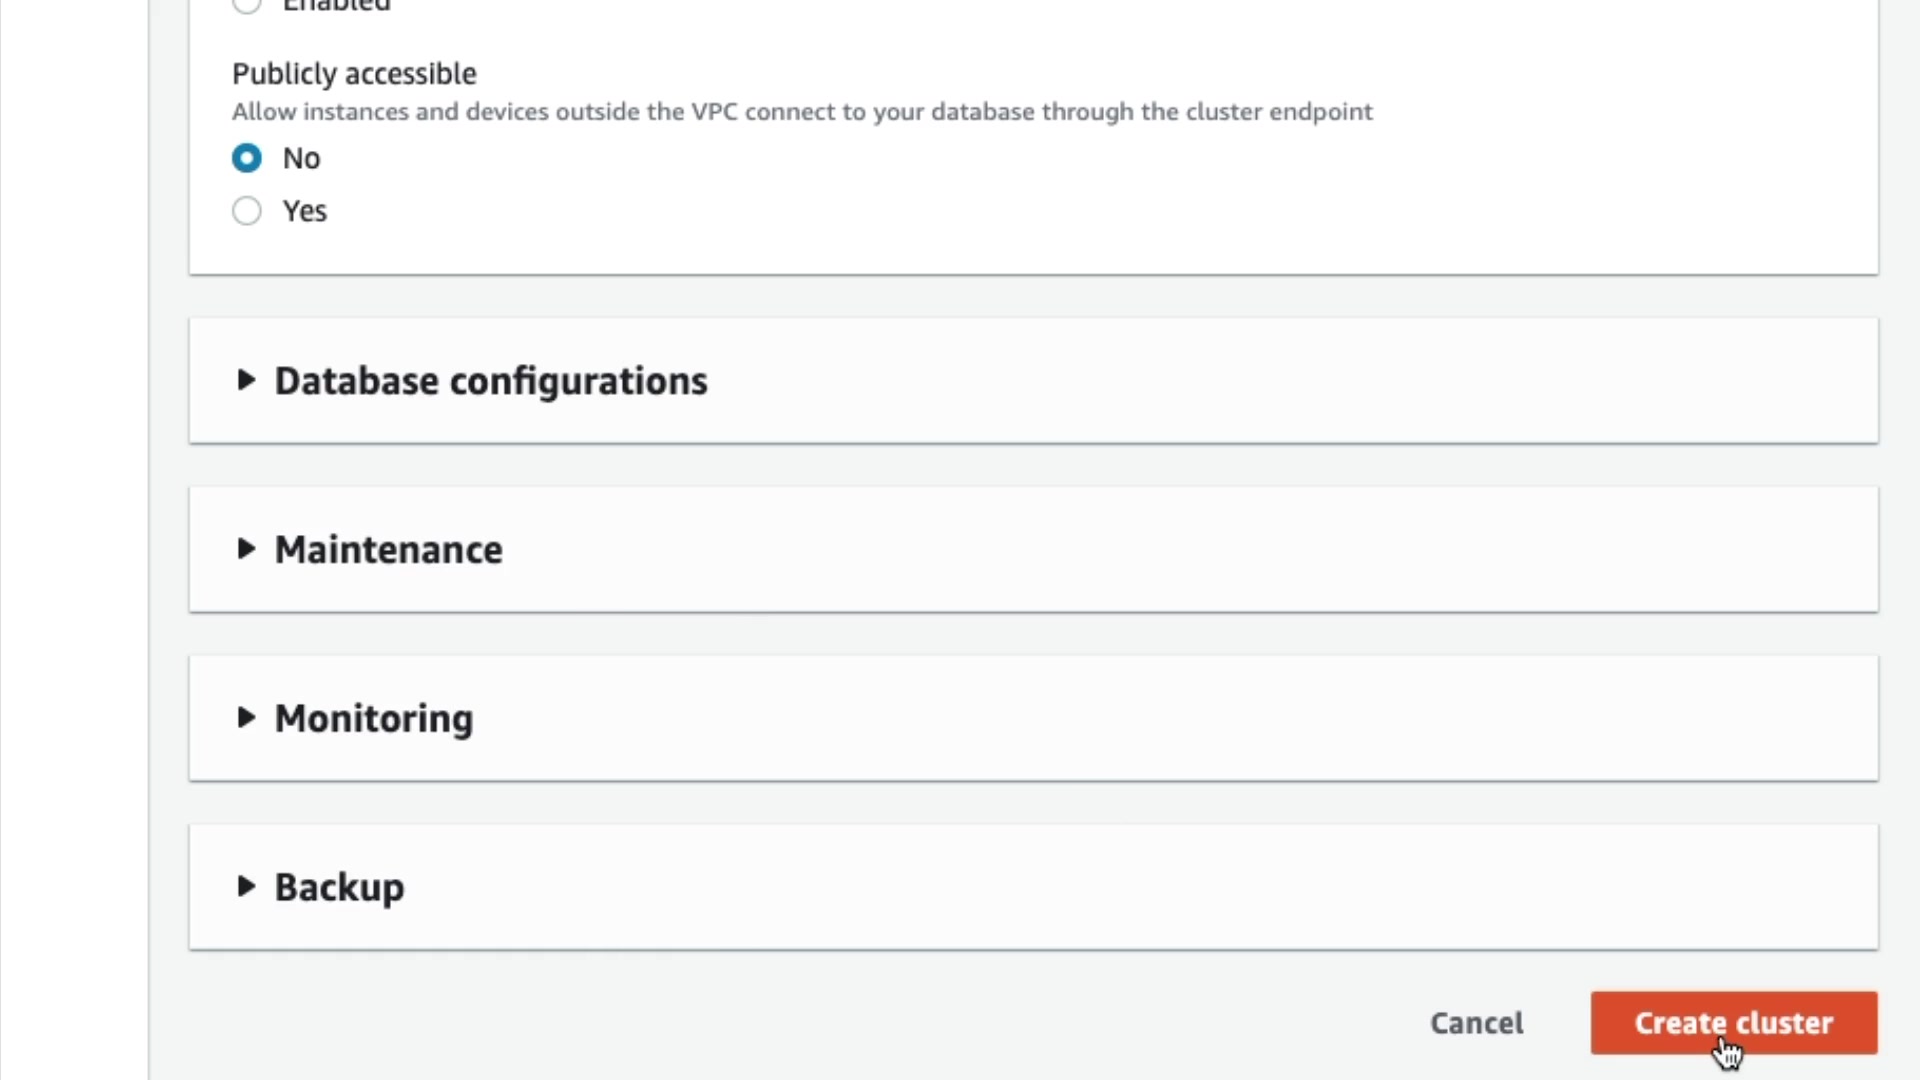 Enabled
Publicly accessible
Allow instances and devices outside the VPC connect to your database through the cluster endpoint
No
Yes
Database configurations
Maintenance
Monitoring
Backup
Cancel
Create cluster